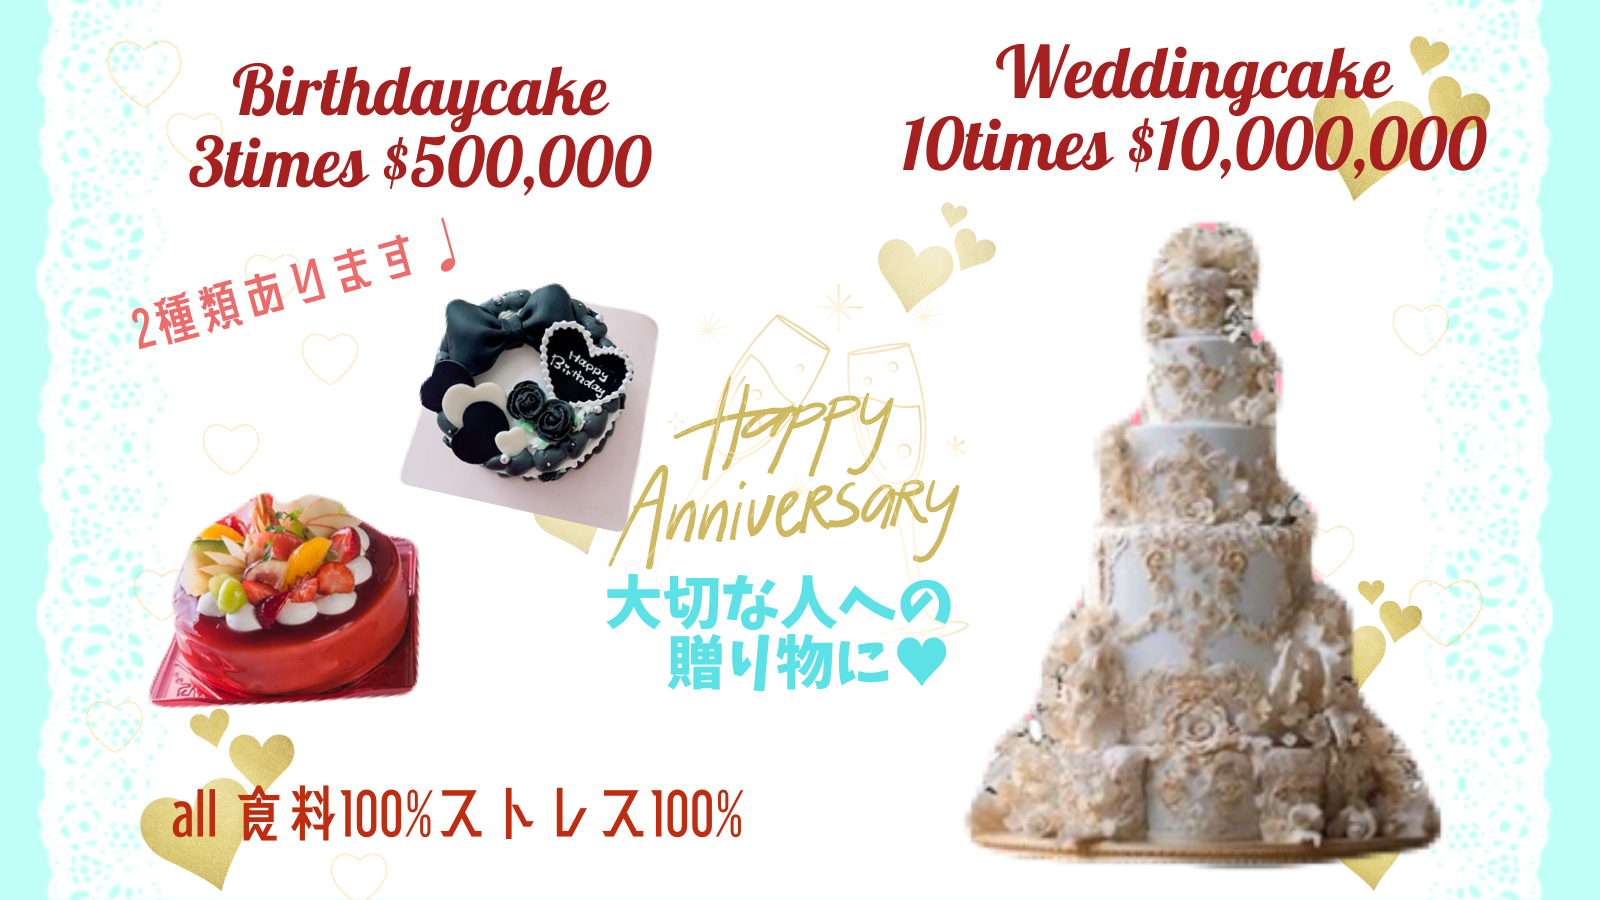 Birthdaycake
3times $500,000
Weddingcake
10times $10,000,000
2種類あります♩
Happy
Birthday
Happy
Anniversary
大切な人への
贈り物に♥
all 食料100%ストレス100%